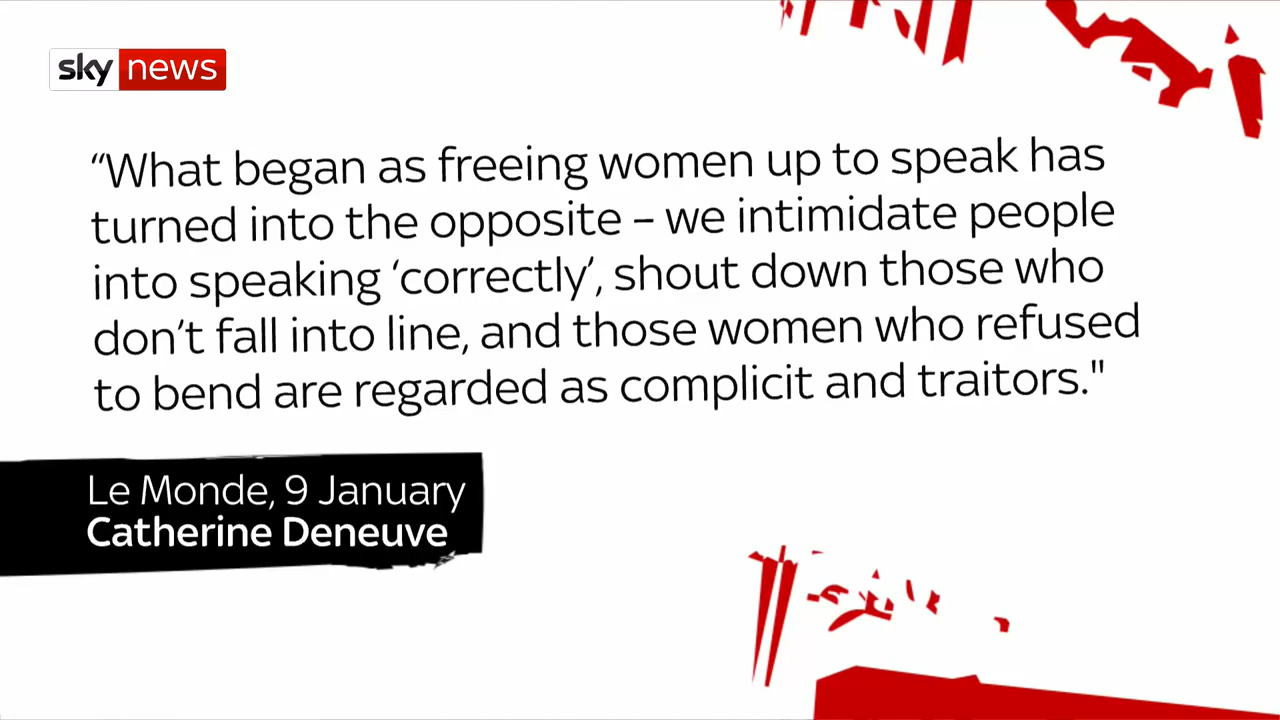 sky news
“What began as freeing women up to speak has
turned into the opposite – we intimidate people
into speaking ‘correctly’, shout down those who
don’t fall into line, and those women who refused
to bend are regarded as complicit and traitors."
Le Monde, 9 January
Catherine Deneuve